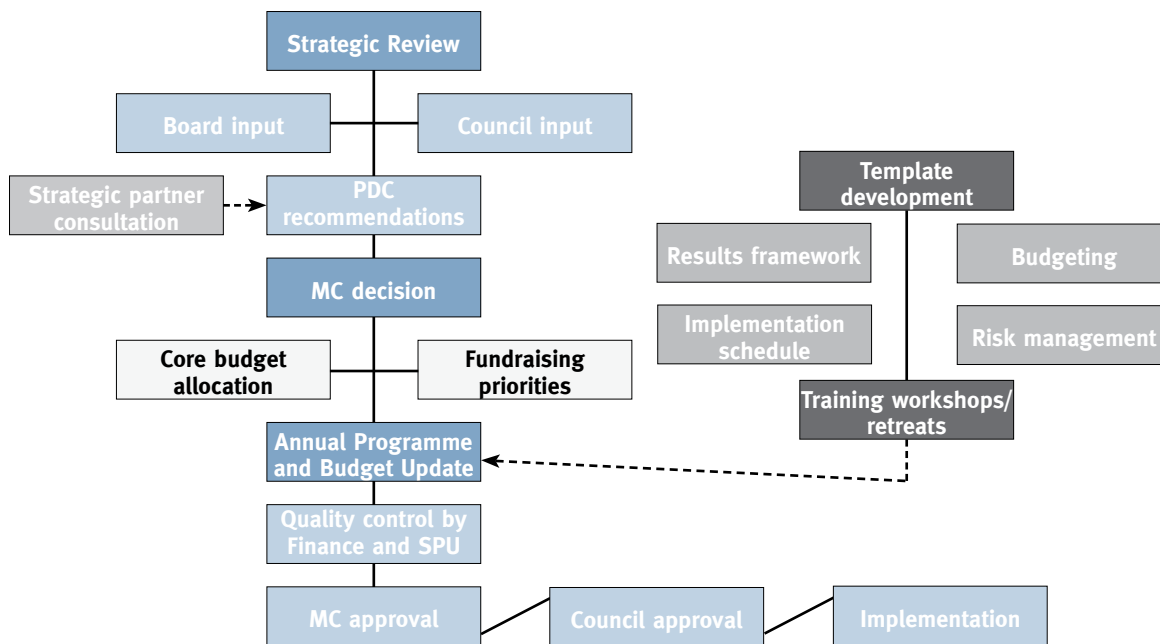 Strategic Review
Board input
Council input
Strategic partner
consultation
PDC
recommendations
MC decision
Core budget
allocation
Fundraising
priorities
Annual Programme
and Budget Update
Quality control by
Finance and SPU
MC approval
Council approval
Implementation
Template
development
Results framework
Budgeting
Implementation
schedule
Risk management
Training workshops/
retreats